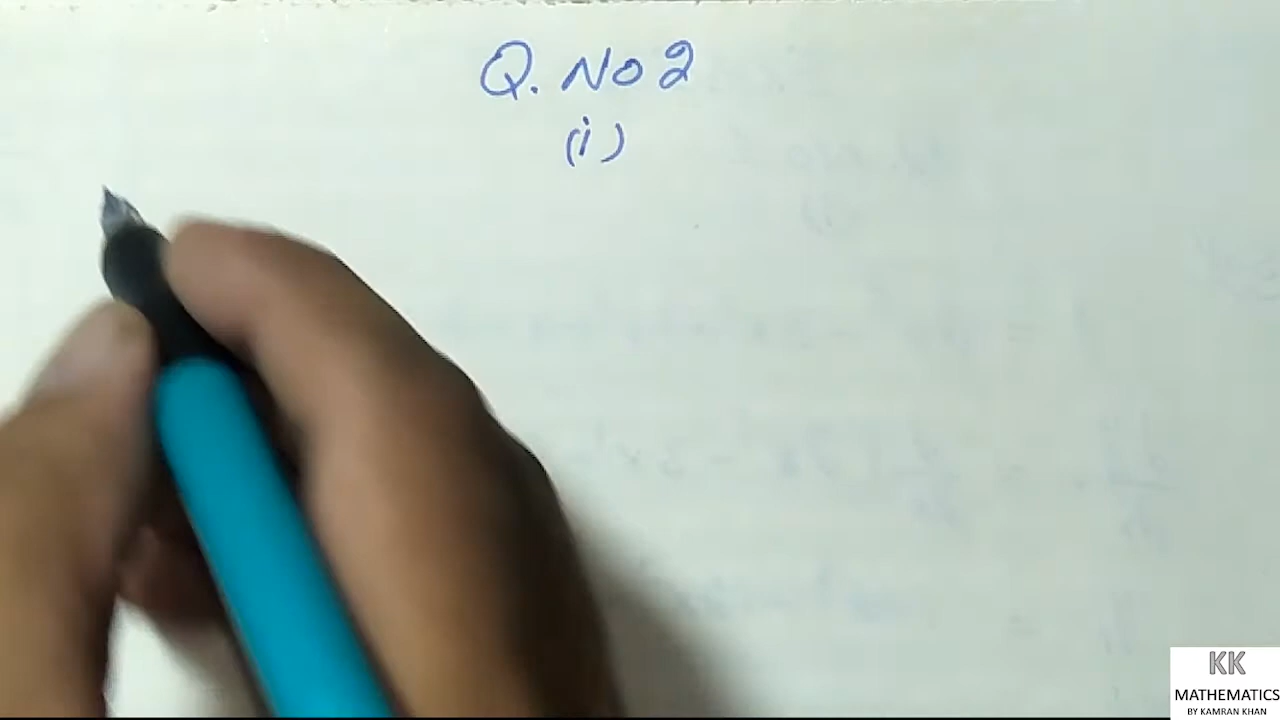 Q. No 2
(i)
KK
MATHEMATICS
BY KAMRAN KHAN